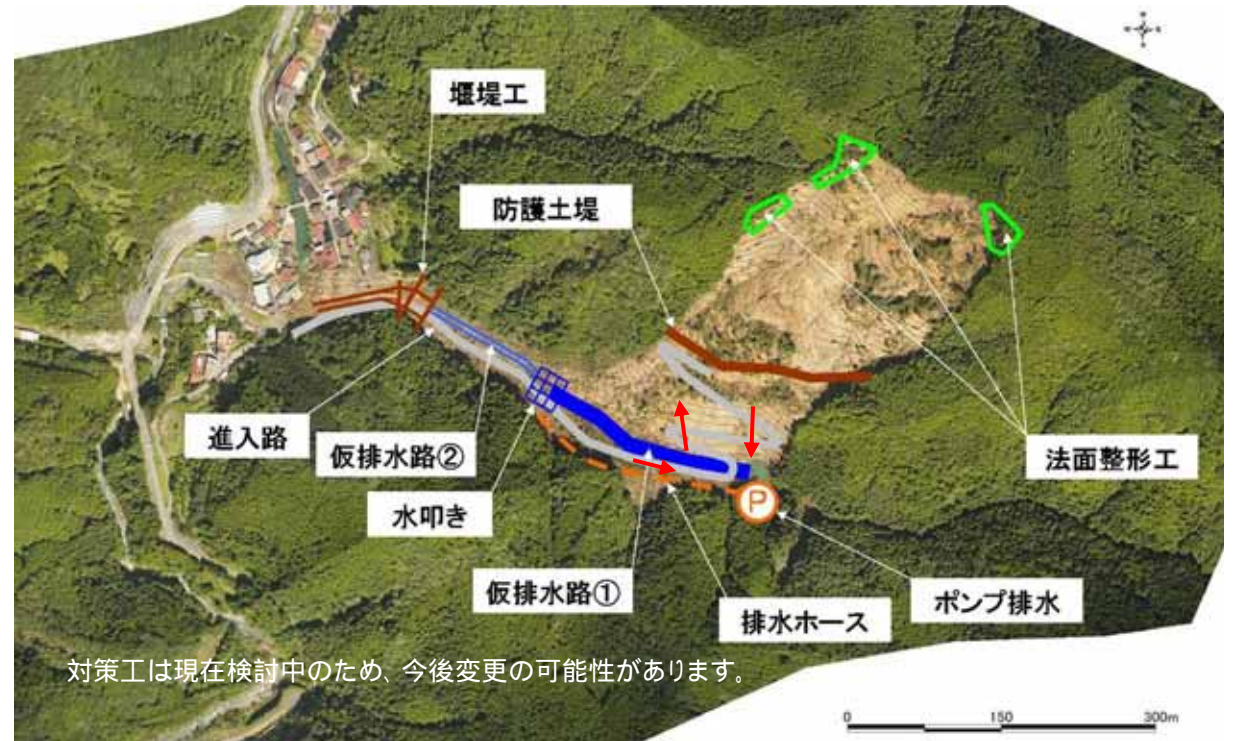 堰堤工
防護土堤
進入路
仮排水路②
水叩き
仮排水路①
排水ホース
ポンプ排水
法面整形工
P
対策工は現在検討中のため、今後変更の可能性があります。
0 150 300m